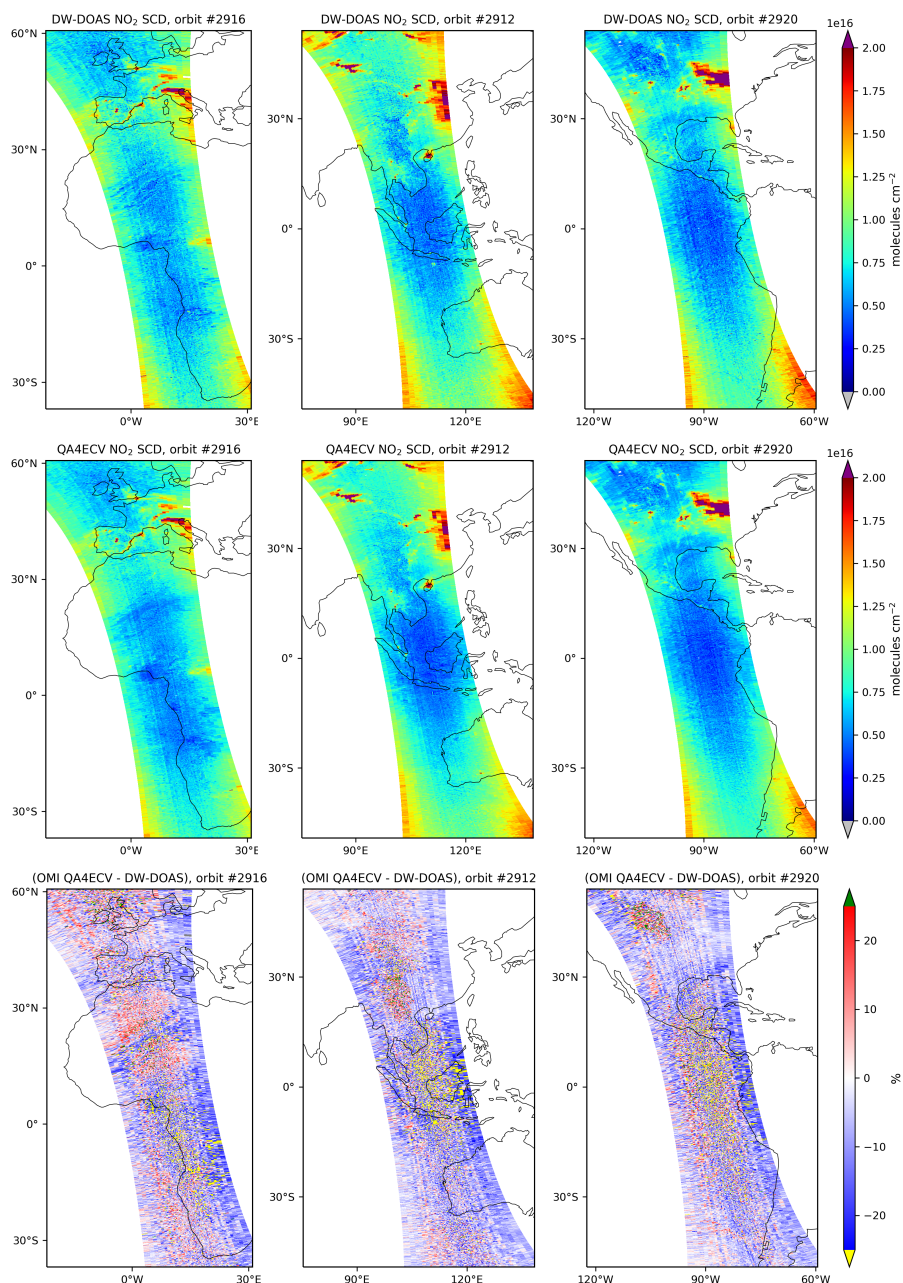 DW-DOAS NO₂ SCD, orbit #2916
DW-DOAS NO₂ SCD, orbit #2912
DW-DOAS NO₂ SCD, orbit #2920
1e16
60°N
30°N
0°
30°S
0°W
30°E
30°N
0°
30°S
90°E
120°E
30°N
0°
30°S
120°W
90°W
60°W
2.00
1.75
1.50
1.25
1.00
0.75
0.50
0.25
0.00
molecules cm⁻²
QA4ECV NO₂ SCD, orbit #2916
QA4ECV NO₂ SCD, orbit #2912
QA4ECV NO₂ SCD, orbit #2920
1e16
60°N
30°N
0°
30°S
0°W
30°E
30°N
0°
30°S
90°E
120°E
30°N
0°
30°S
120°W
90°W
60°W
2.00
1.75
1.50
1.25
1.00
0.75
0.50
0.25
0.00
molecules cm⁻²
(OMI QA4ECV - DW-DOAS), orbit #2916
(OMI QA4ECV - DW-DOAS), orbit #2912
(OMI QA4ECV - DW-DOAS), orbit #2920
60°N
30°N
0°
30°S
0°W
30°E
30°N
0°
30°S
90°E
120°E
30°N
0°
30°S
120°W
90°W
60°W
20
10
0
−10
−20
%